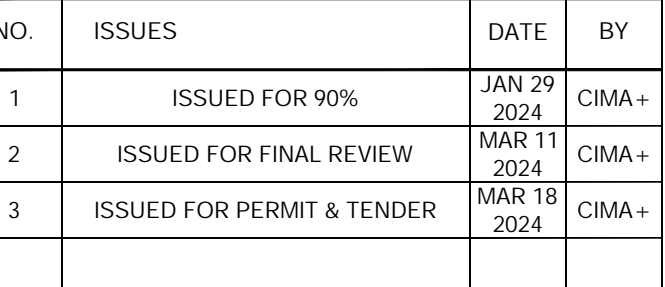 NO. ISSUES DATE BY
1 ISSUED FOR 90% JAN 29 2024 CIMA+
2 ISSUED FOR FINAL REVIEW MAR 11 2024 CIMA+
3 ISSUED FOR PERMIT & TENDER MAR 18 2024 CIMA+